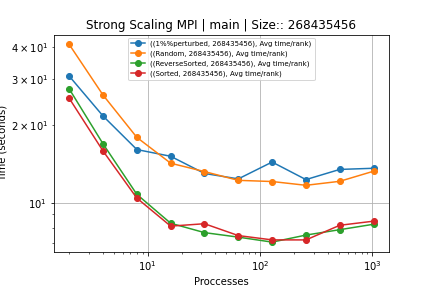 Strong Scaling MPI | main | Size:: 268435456
((1%%perturbed, 268435456), Avg time/rank)
((Random, 268435456), Avg time/rank)
((ReverseSorted, 268435456), Avg time/rank)
((Sorted, 268435456), Avg time/rank)
4 × 10¹
3 × 10¹
2 × 10¹
10¹
(seconds)
10¹
10²
10³
Proccesses